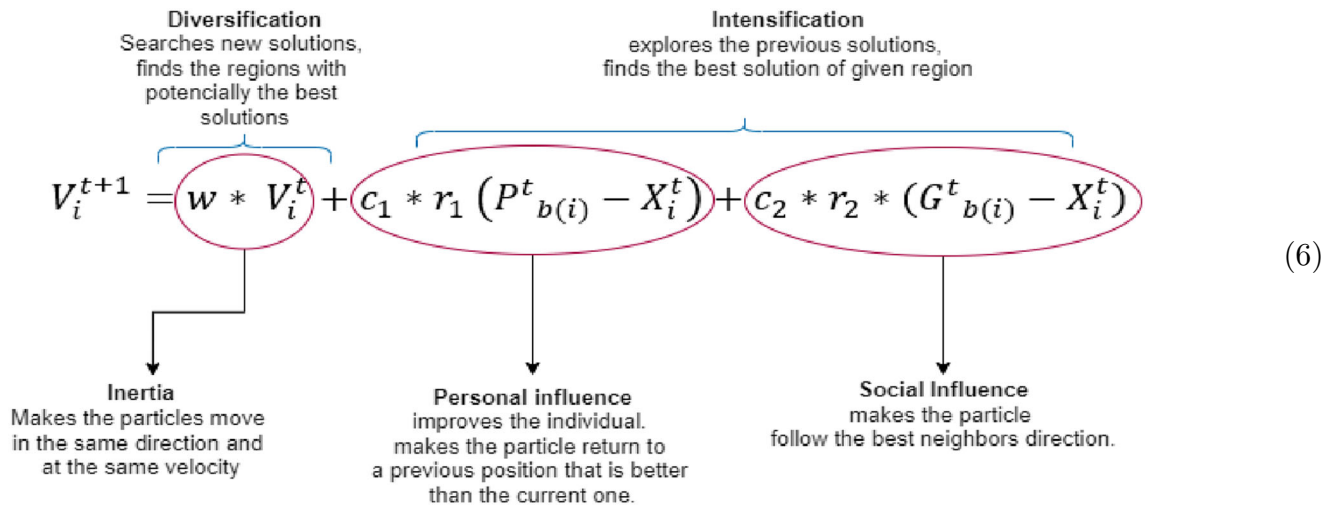 Diversification
Searches new solutions,
finds the regions with
potencially the best
solutions
Intensification
explores the previous solutions,
finds the best solution of given region
V_i^{t+1} = w * V_i^t + c_1 * r_1 (P^t_{b(i)} − X_i^t) + c_2 * r_2 * (G^t_{b(i)} − X_i^t)
(6)
Inertia
Makes the particles move
in the same direction and
at the same velocity
Personal influence
improves the individual.
makes the particle return to
a previous position that is better
than the current one.
Social Influence
makes the particle
follow the best neighbors direction.